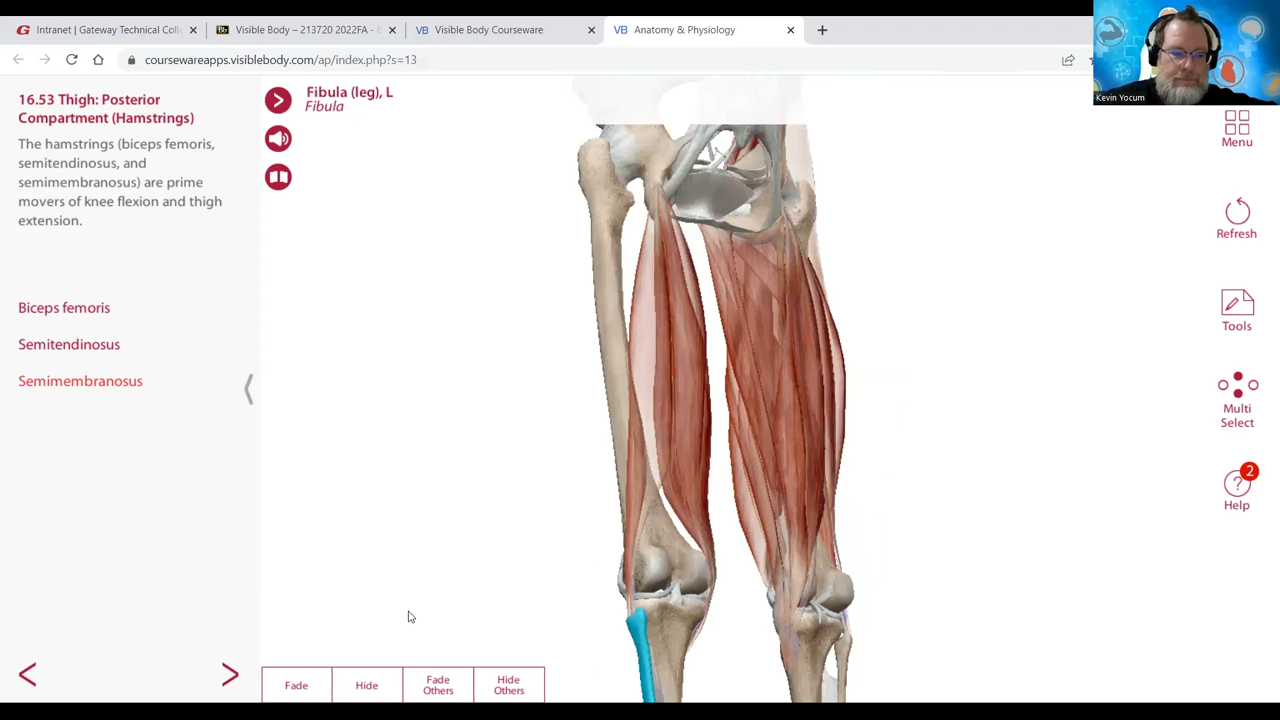 Intranet | Gateway Technical Coll
Visible Body – 213720 2022FA - E
Visible Body Courseware
Anatomy & Physiology
coursewareapps.visiblebody.com/ap/index.php?s=13
Kevin Yocum
16.53 Thigh: Posterior
Compartment (Hamstrings)
The hamstrings (biceps femoris,
semitendinosus, and
semimembranosus) are prime
movers of knee flexion and thigh
extension.
Biceps femoris
Semitendinosus
Semimembranosus
Fibula (leg), L
Fibula
Fade
Hide
Fade
Others
Hide
Others
Menu
Refresh
Tools
Multi
Select
2
Help